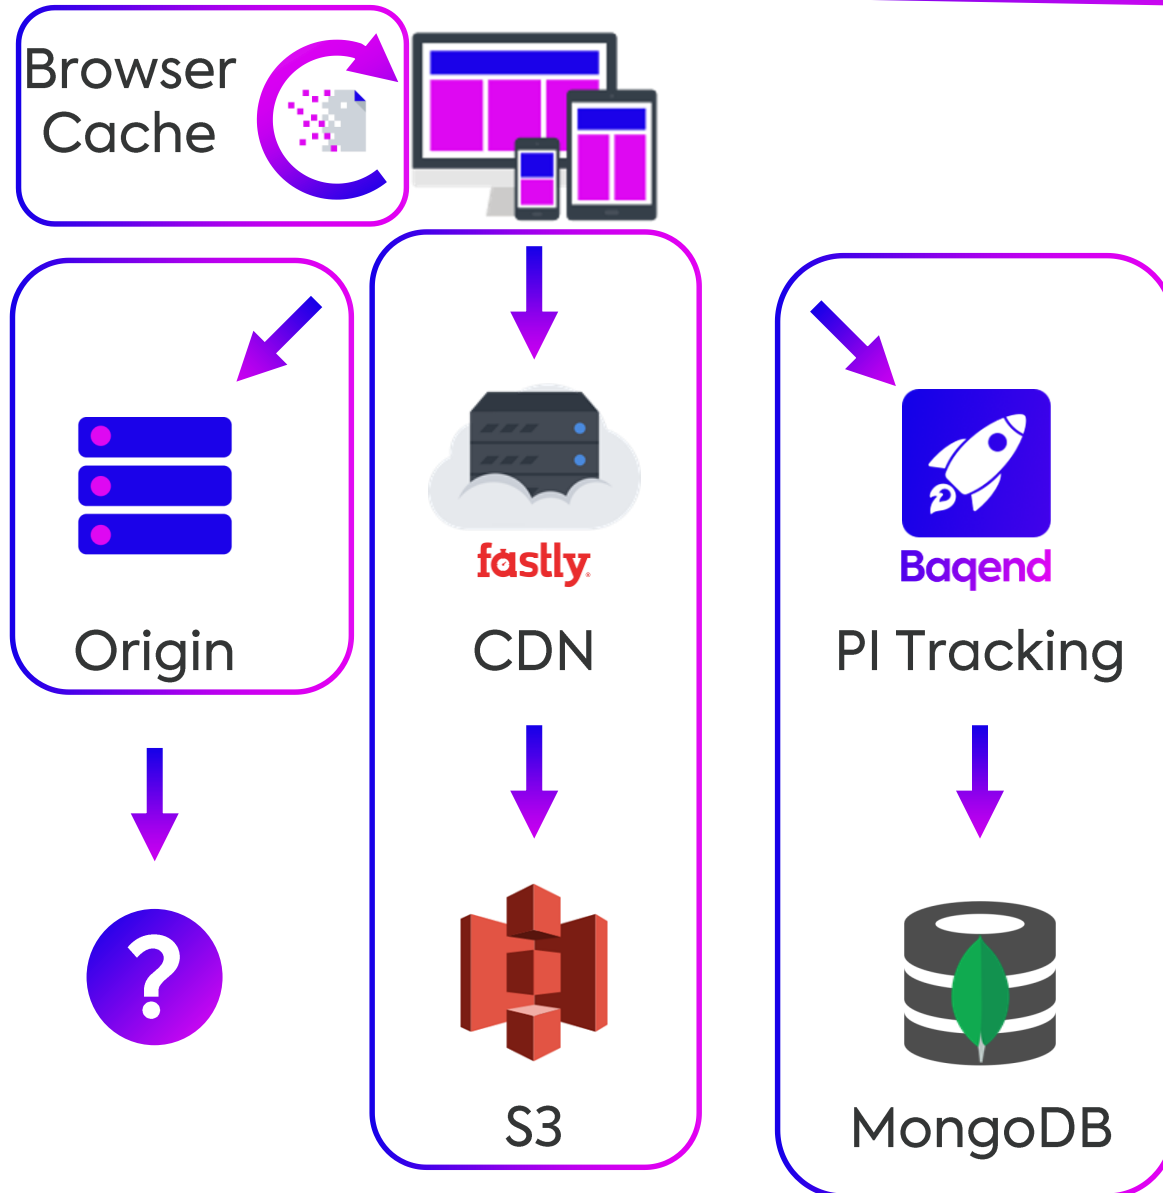 Browser
Cache
fastly
Origin
CDN
Baqend
PI Tracking
?
S3
MongoDB